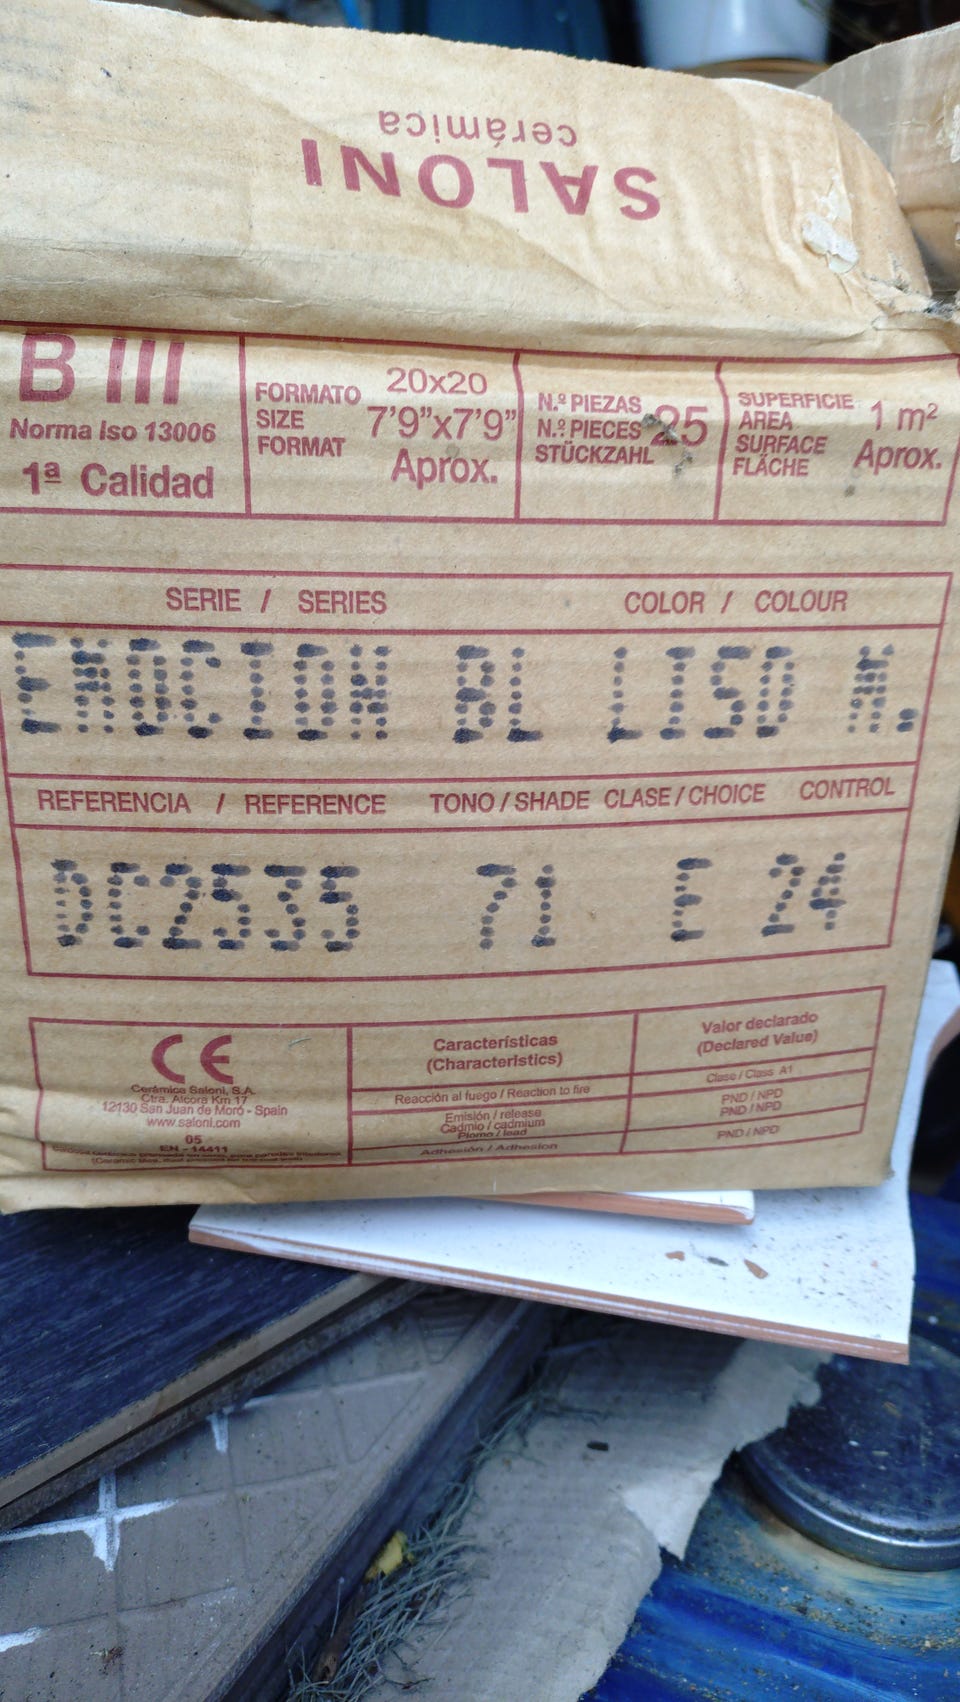 SALONI
cerámica
B III
Norma Iso 13006
1ª Calidad
FORMATO
SIZE
FORMAT
20x20
7'9"x7'9"
Aprox.
N.º PIEZAS
N.º PIECES
STÜCKZAHL
25
SUPERFICIE
AREA
SURFACE
FLÄCHE
1 m²
Aprox.
SERIE / SERIES
COLOR / COLOUR
EMOCION BL LISO M.
REFERENCIA / REFERENCE
TONO / SHADE
CLASE / CHOICE
CONTROL
DC2535 71 E 24
CE
Cerámica Saloni, S.A.
Ctra. Alcora Km 17
12130 San Juan de Moró - Spain
www.saloni.com
05
EN - 14411
Características
(Characteristics)
Valor declarado
(Declared Value)
Reacción al fuego / Reaction to fire
Clase / Class A1
Emisión / release
Cadmio / cadmium
Plomo / lead
PND / NPD
PND / NPD
Adhesión / Adhesion
PND / NPD